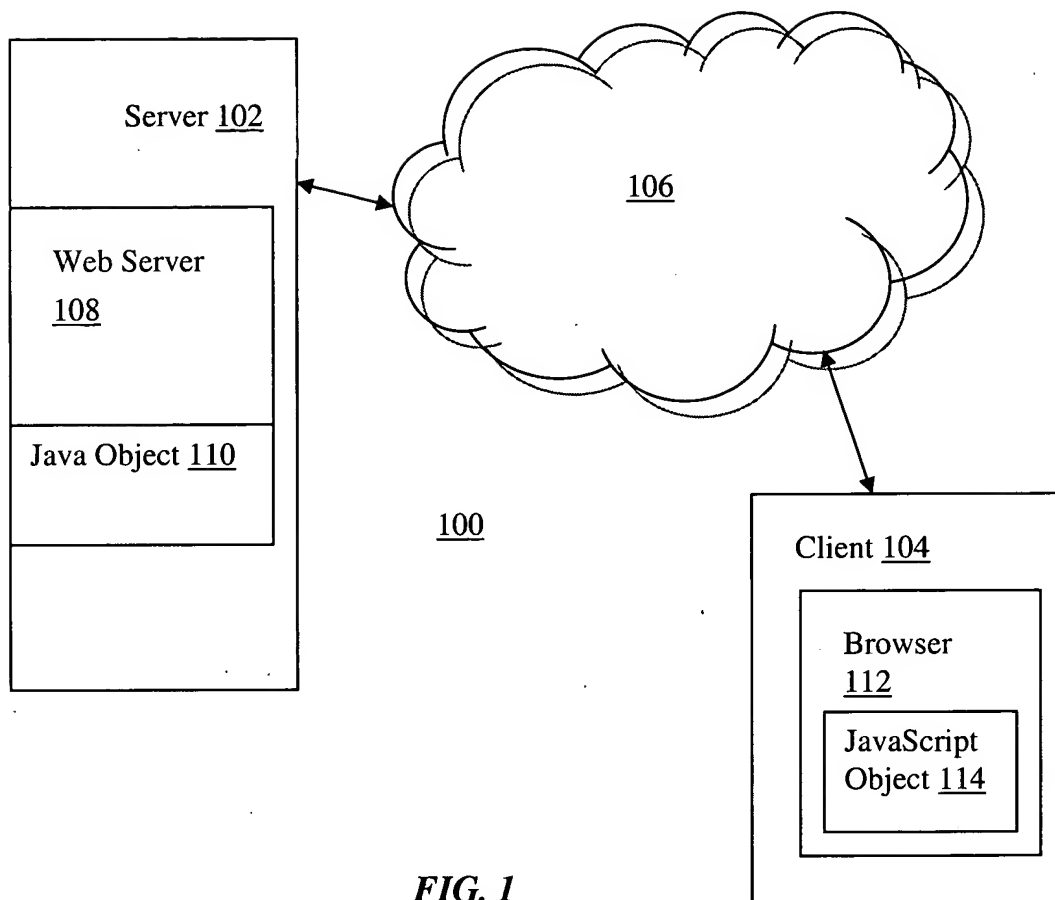 Server 102
106
Web Server
108
Java Object 110
100
Client 104
Browser
112
JavaScript
Object 114
FIG. 1